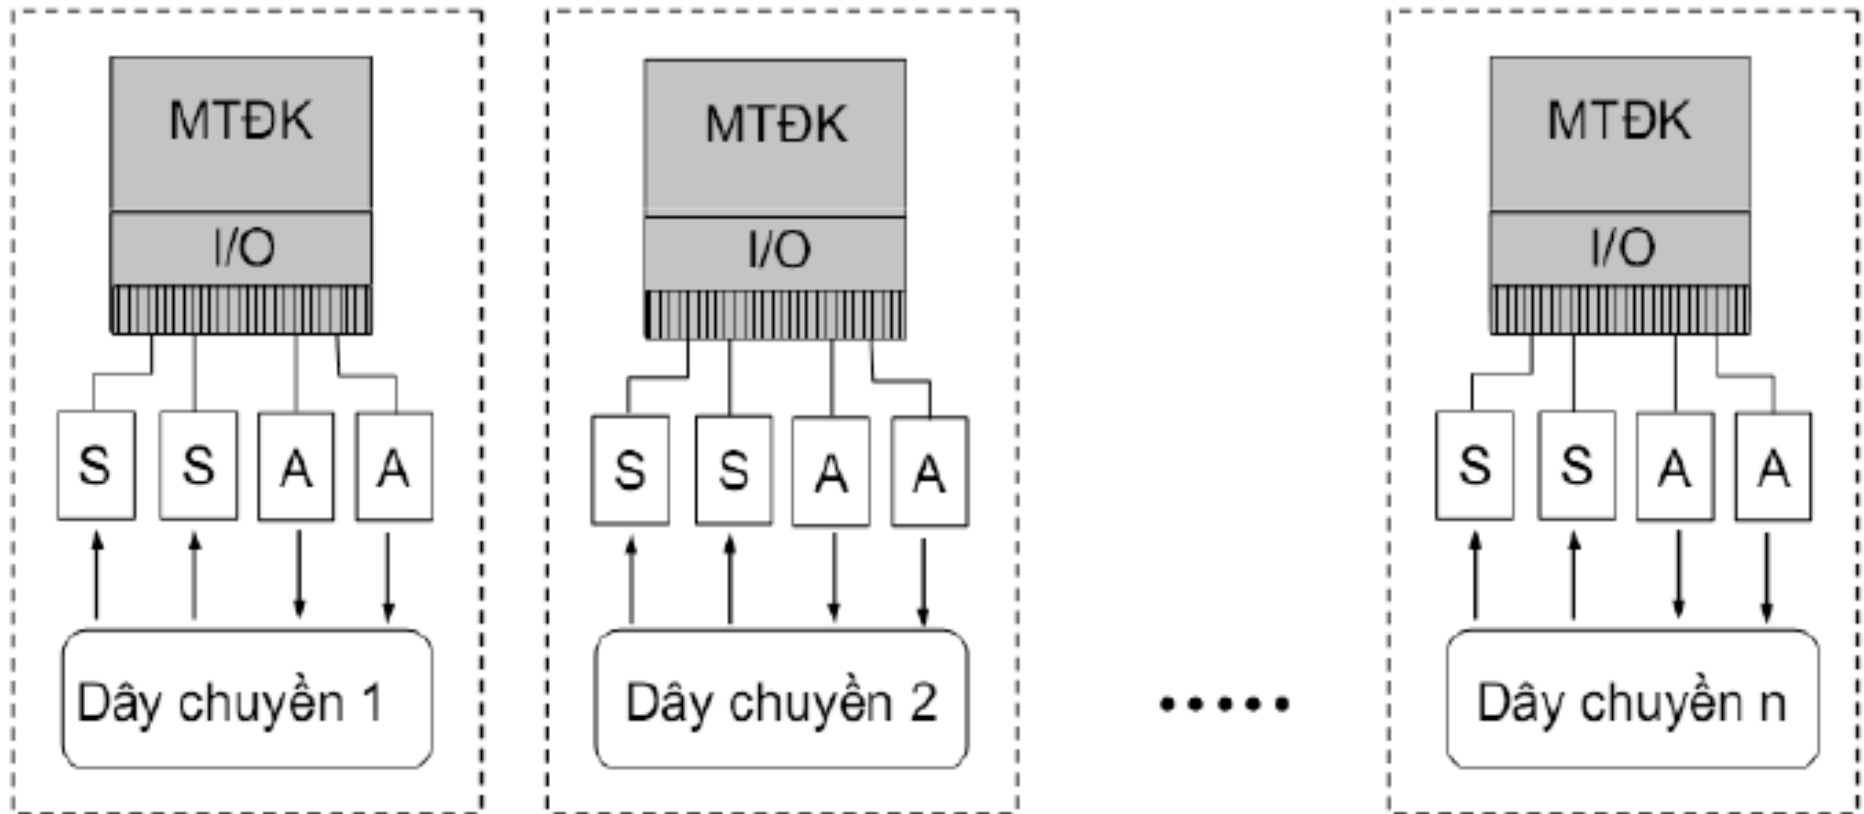 MTĐK
I/O
S S A A
Dây chuyền 1
MTĐK
I/O
S S A A
Dây chuyền 2
MTĐK
I/O
S S A A
Dây chuyền n